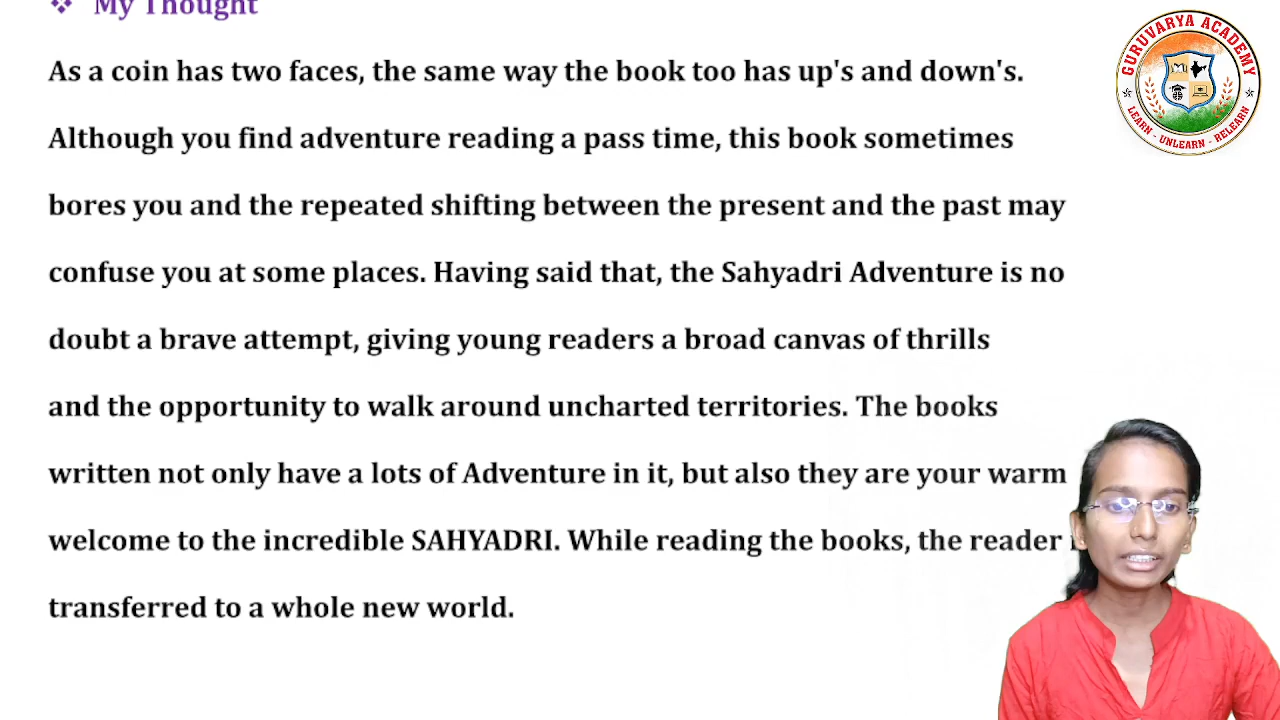 ❖ My Thought
As a coin has two faces, the same way the book too has up's and down's.
Although you find adventure reading a pass time, this book sometimes
bores you and the repeated shifting between the present and the past may
confuse you at some places. Having said that, the Sahyadri Adventure is no
doubt a brave attempt, giving young readers a broad canvas of thrills
and the opportunity to walk around uncharted territories. The books
written not only have a lots of Adventure in it, but also they are your warm
welcome to the incredible SAHYADRI. While reading the books, the reader
transferred to a whole new world.
GURUVARYA ACADEMY
LEARN - UNLEARN - RELEARN